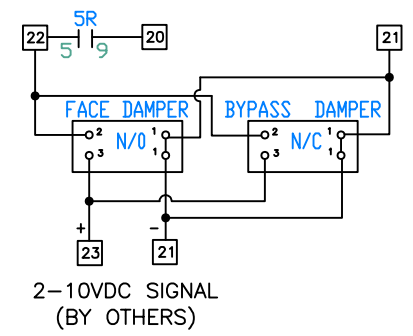 5R
22 20 21
5 9
FACE DAMPER BYPASS DAMPER
2 1 2 1
N/O N/C
3 1 3 1
+ -
23 21
2-10VDC SIGNAL
(BY OTHERS)